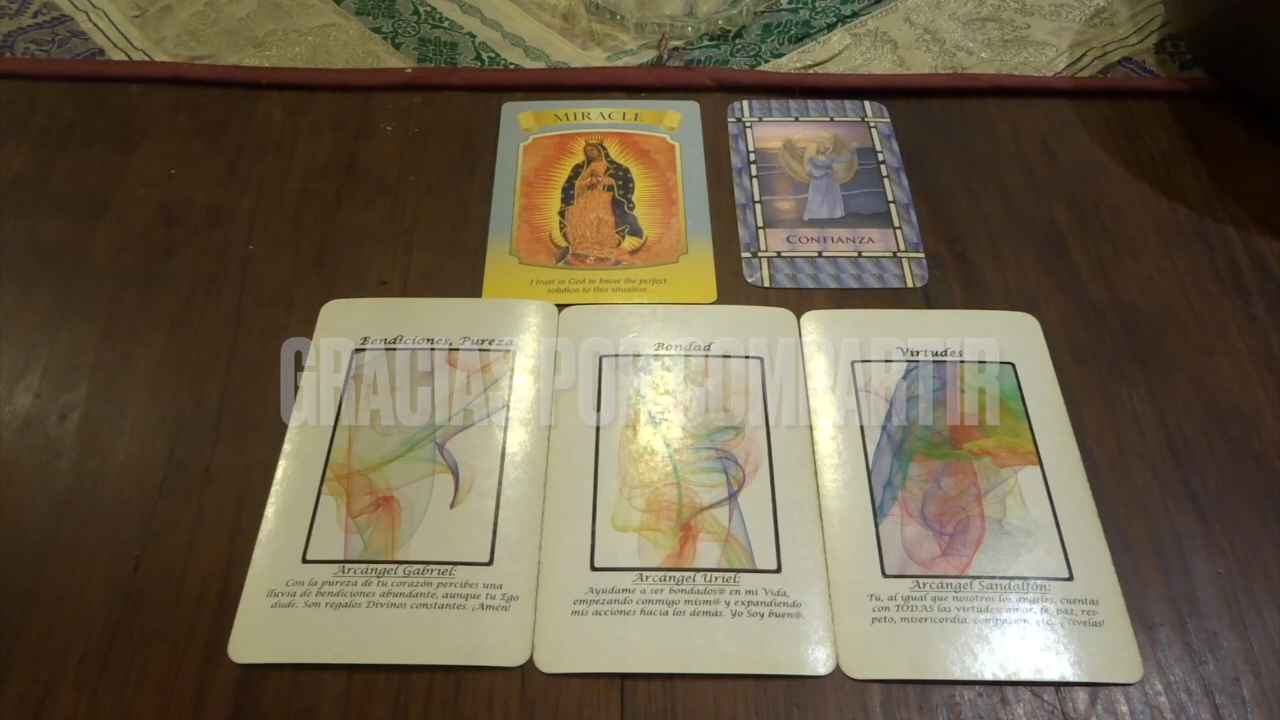 MIRACLE
I trust in God to know the perfect
solution to this situation.
CONFIANZA
GRACIAS POR COMPARTIR
Bendiciones, Pureza
Arcángel Gabriel:
Con la pureza de tu corazón percibes una
lluvia de bendiciones abundante, aunque tu Ego
dude. Son regalos Divinos constantes. ¡Amén!
Bondad
Arcángel Uriel:
Ayúdame a ser bondados@ en mi Vida,
empezando conmigo mism@ y expandiendo
mis acciones hacia los demás. Yo Soy buen@.
Virtudes
Arcángel Sandalfón:
Tú, al igual que nosotros los ángeles, cuentas
con TODAS las virtudes: amor, fe, paz, res-
peto, misericordia, compasión, etc. ¡Vívelas!